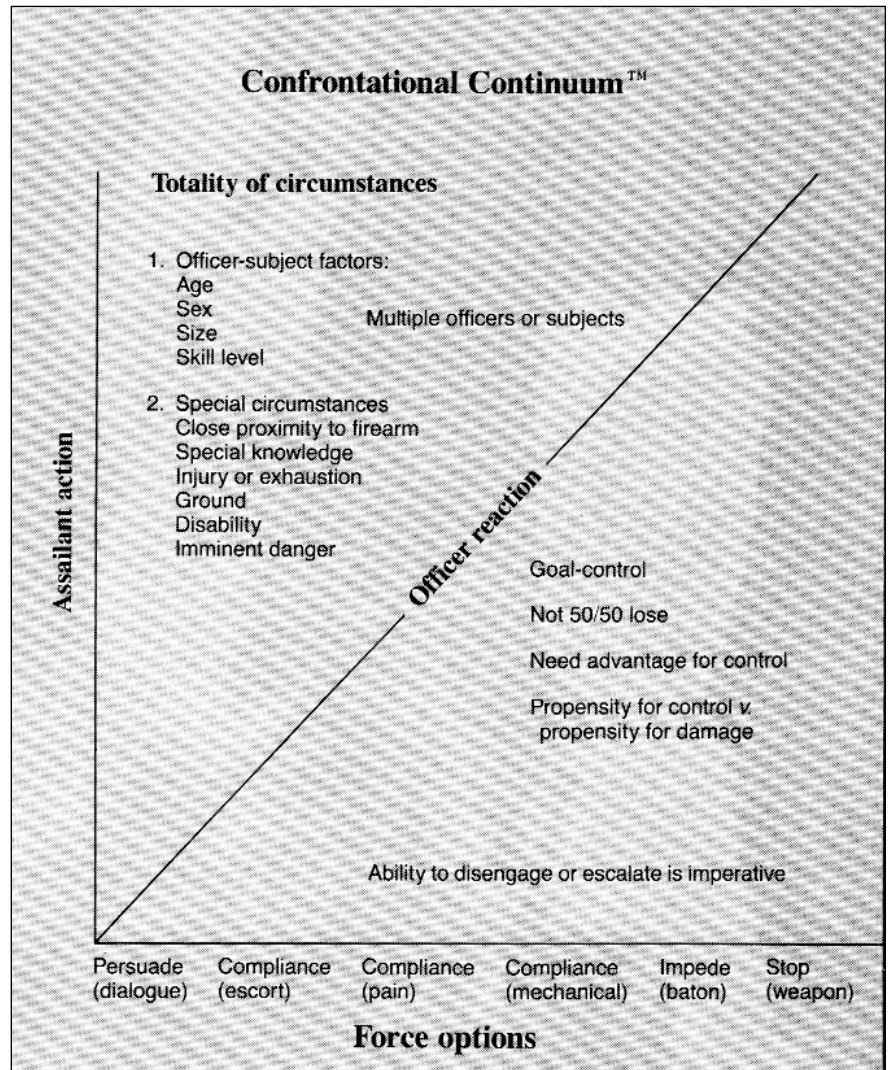 Confrontational Continuum™
Totality of circumstances
1. Officer-subject factors:
Age
Sex
Size
Skill level
Multiple officers or subjects
2. Special circumstances
Close proximity to firearm
Special knowledge
Injury or exhaustion
Ground
Disability
Imminent danger
Assailant action
Officer reaction
Goal-control
Not 50/50 lose
Need advantage for control
Propensity for control v.
propensity for damage
Ability to disengage or escalate is imperative
Persuade
(dialogue)
Compliance
(escort)
Compliance
(pain)
Compliance
(mechanical)
Impede
(baton)
Stop
(weapon)
Force options